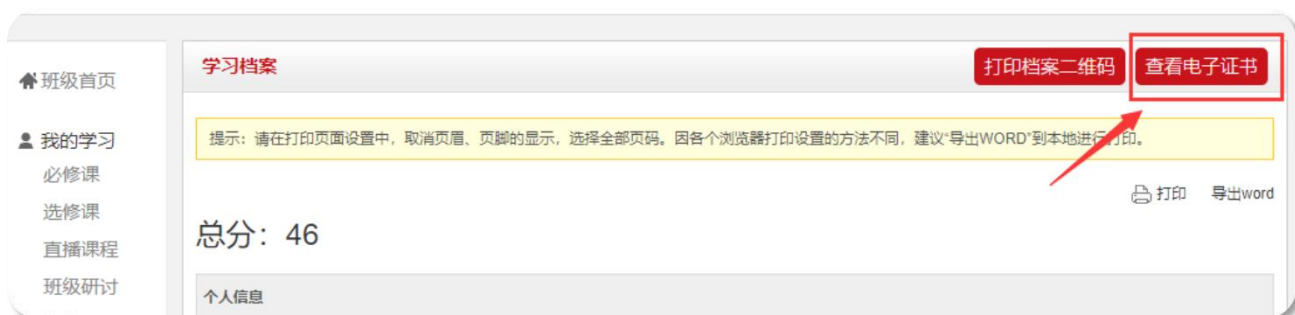 班级首页
我的学习
必修课
选修课
直播课程
班级研讨
学习档案
打印档案二维码
查看电子证书
提示：请在打印页面设置中，取消页眉、页脚的显示，选择全部页码。因各个浏览器打印设置的方法不同，建议“导出WORD”到本地进行打印。
打印
导出word
总分：46
个人信息